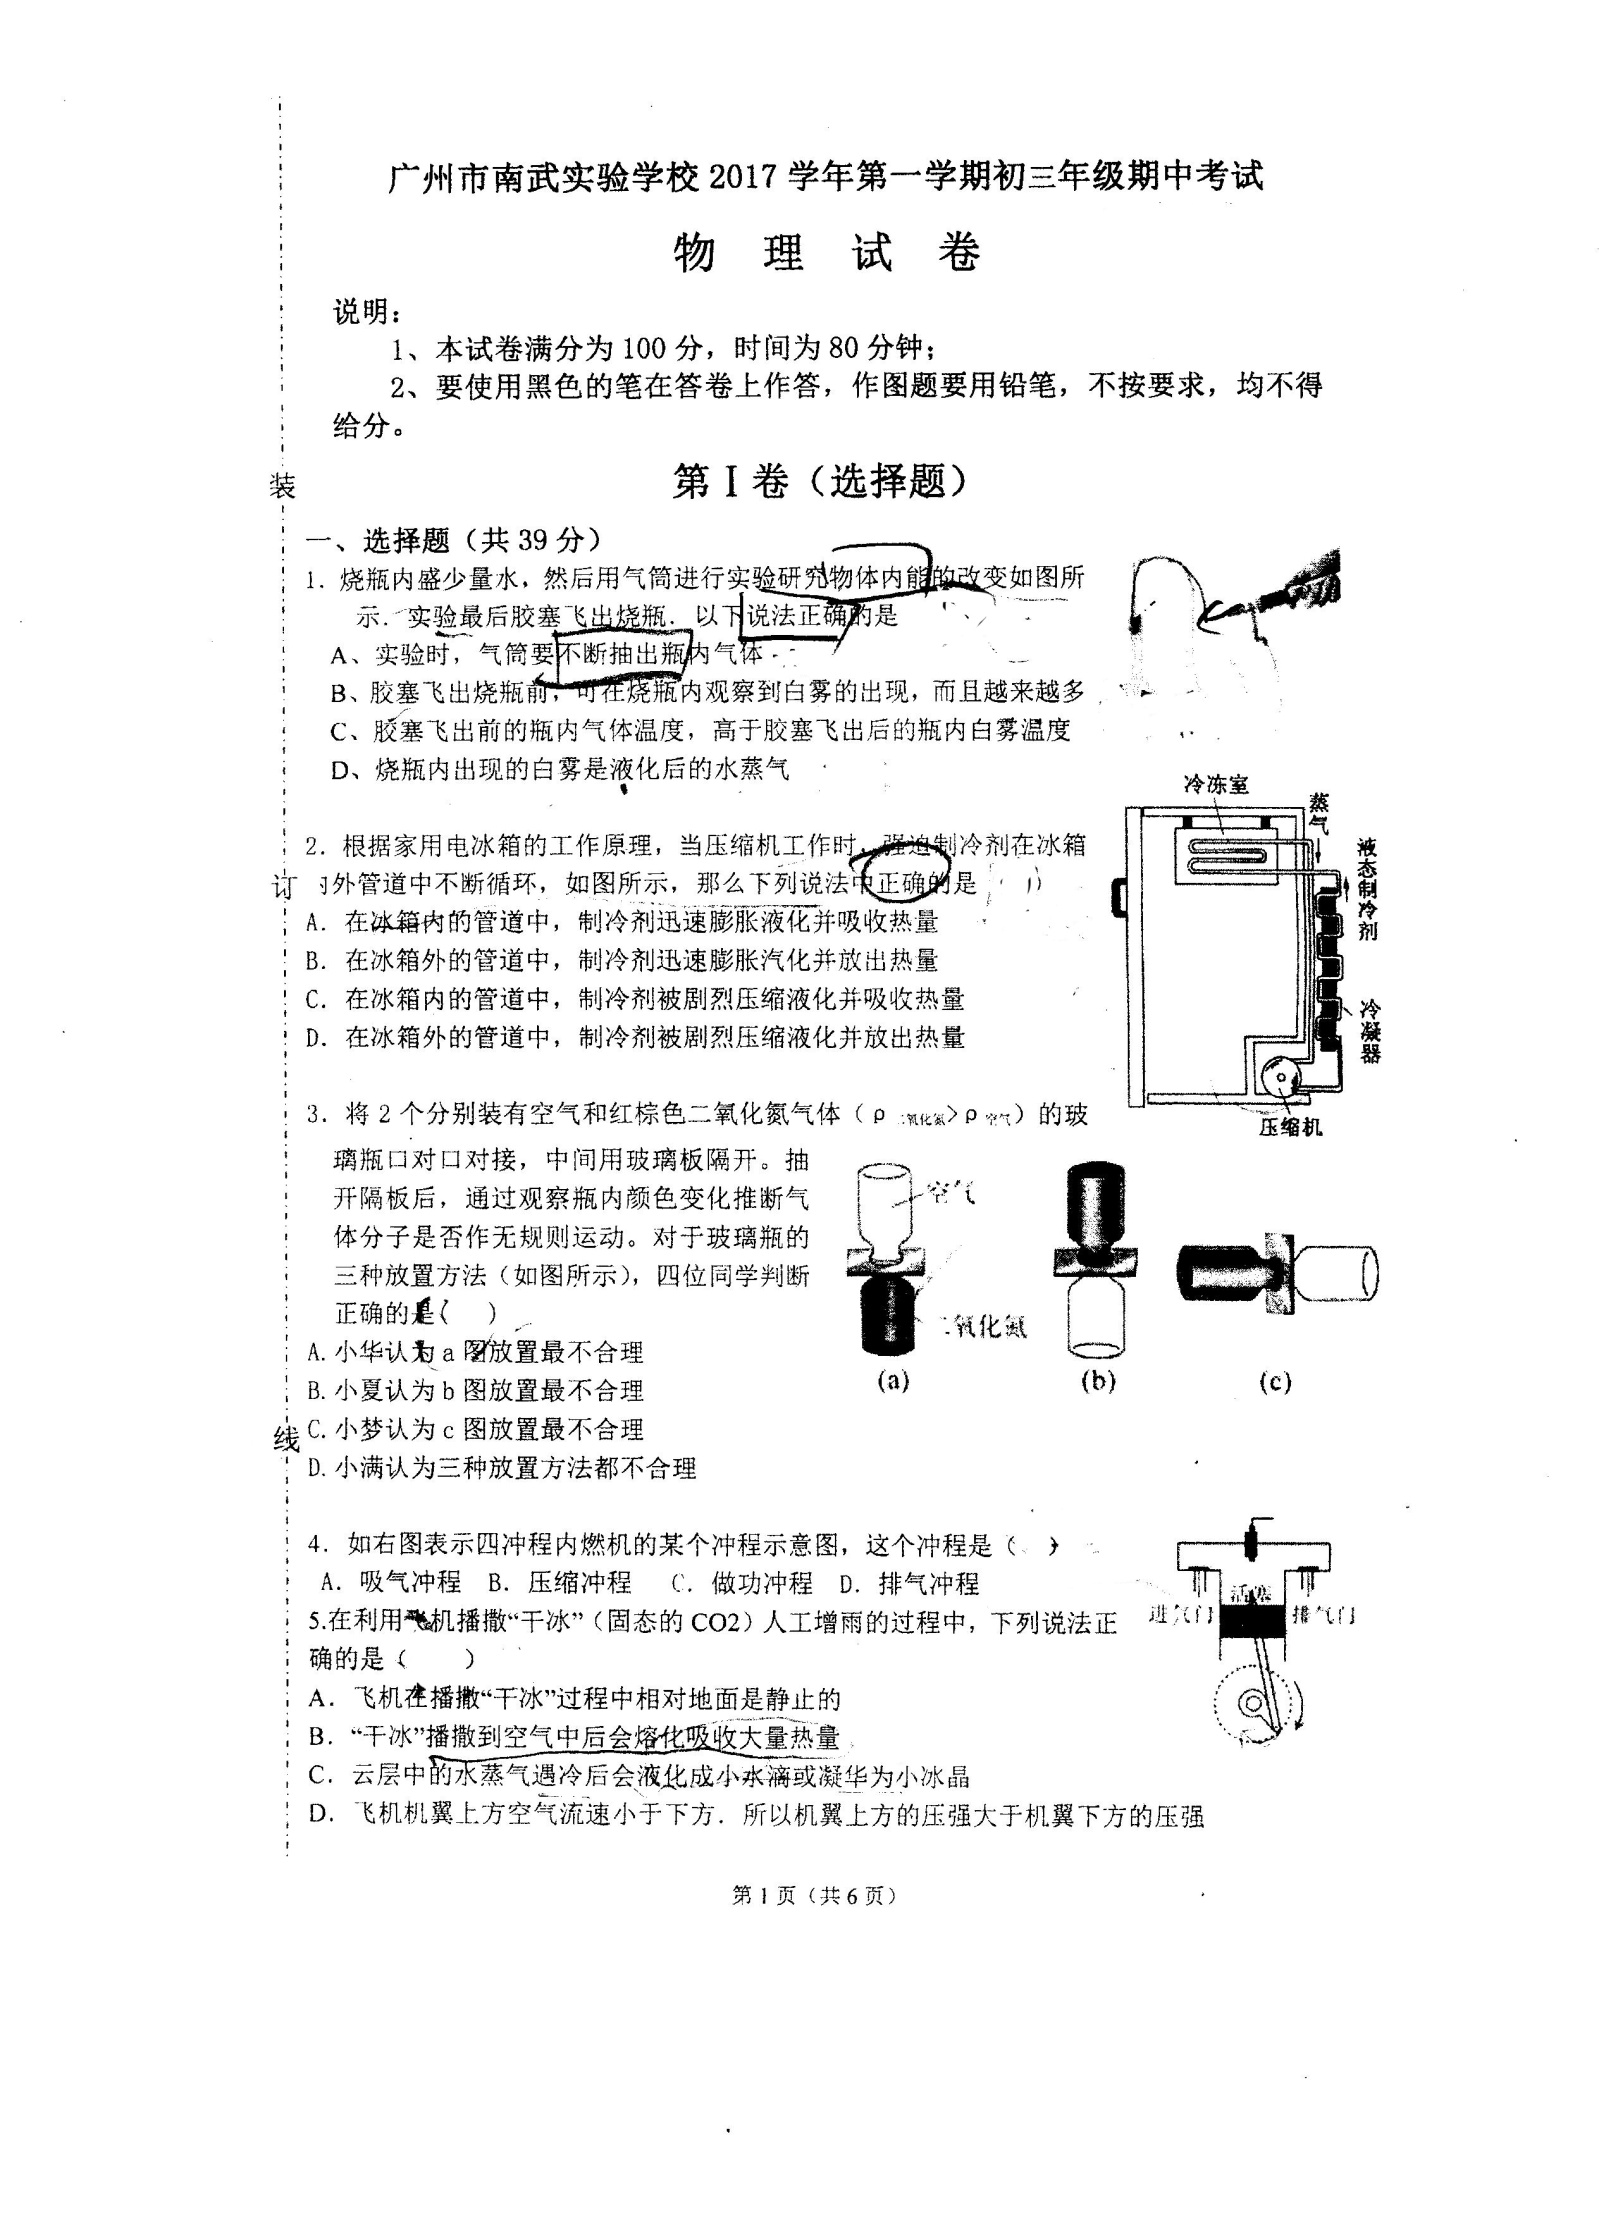 广州市南武实验学校 2017 学年第一学期初三年级期中考试
物 理 试 卷
说明：
1、本试卷满分为 100 分，时间为 80 分钟；
2、要使用黑色的笔在答卷上作答，作图题要用铅笔，不按要求，均不得
给分。
第 I 卷（选择题）
装
一、选择题（共 39 分）
1．烧瓶内盛少量水，然后用气筒进行实验研究物体内能的改变如图所
示．实验最后胶塞飞出烧瓶．以下说法正确的是
A、实验时，气筒要不断抽出瓶内气体
B、胶塞飞出烧瓶前，可在烧瓶内观察到白雾的出现，而且越来越多
C、胶塞飞出前的瓶内气体温度，高于胶塞飞出后的瓶内白雾温度
D、烧瓶内出现的白雾是液化后的水蒸气
2．根据家用电冰箱的工作原理，当压缩机工作时，强迫制冷剂在冰箱
外管道中不断循环，如图所示，那么下列说法中正确的是（ ）
订
A．在冰箱内的管道中，制冷剂迅速膨胀液化并吸收热量
B．在冰箱外的管道中，制冷剂迅速膨胀汽化并放出热量
C．在冰箱内的管道中，制冷剂被剧烈压缩液化并吸收热量
D．在冰箱外的管道中，制冷剂被剧烈压缩液化并放出热量
冷冻室
蒸气
液态制冷剂
冷凝器
压缩机
3．将 2 个分别装有空气和红棕色二氧化氮气体（ρ二氧化氮>ρ空气）的玻
璃瓶口对口对接，中间用玻璃板隔开。抽
开隔板后，通过观察瓶内颜色变化推断气
体分子是否作无规则运动。对于玻璃瓶的
三种放置方法（如图所示），四位同学判断
正确的是（ ）
空气
二氧化氮
(a)
(b)
(c)
A. 小华认为 a 图放置最不合理
B. 小夏认为 b 图放置最不合理
C. 小梦认为 c 图放置最不合理
线
D. 小满认为三种放置方法都不合理
4．如右图表示四冲程内燃机的某个冲程示意图，这个冲程是（ ）
A．吸气冲程 B．压缩冲程 C．做功冲程 D．排气冲程
活塞
进气门
排气门
5.在利用飞机播撒“干冰”（固态的 CO2）人工增雨的过程中，下列说法正
确的是（ ）
A．飞机在播撒“干冰”过程中相对地面是静止的
B．“干冰”播撒到空气中后会熔化吸收大量热量
C．云层中的水蒸气遇冷后会液化成小水滴或凝华为小冰晶
D．飞机机翼上方空气流速小于下方．所以机翼上方的压强大于机翼下方的压强
第 1 页（共 6 页）